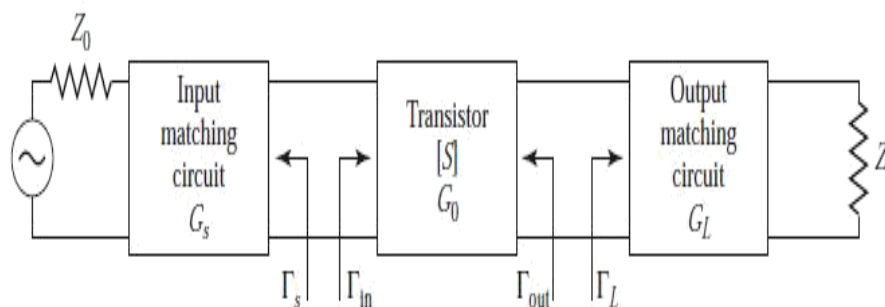 Z0
Input
matching
circuit
Gs
Transistor
[S]
G0
Output
matching
circuit
GL
Z
Γs
Γin
Γout
ΓL